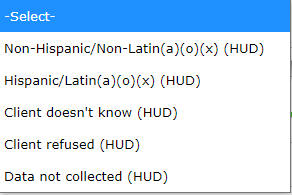 -Select-
Non-Hispanic/Non-Latin(a)(o)(x) (HUD)
Hispanic/Latin(a)(o)(x) (HUD)
Client doesn't know (HUD)
Client refused (HUD)
Data not collected (HUD)